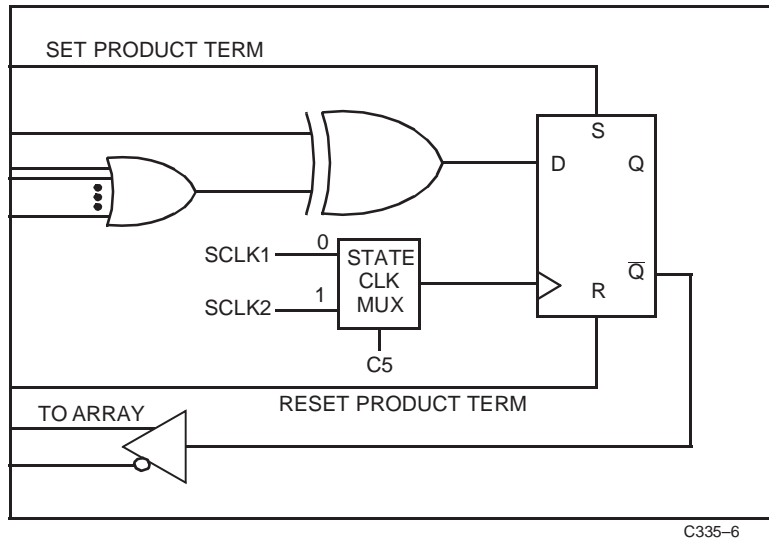 SET PRODUCT TERM
S
D
Q
SCLK1
0
STATE
CLK
MUX
Q̅
SCLK2
1
R
C5
RESET PRODUCT TERM
TO ARRAY
C335–6